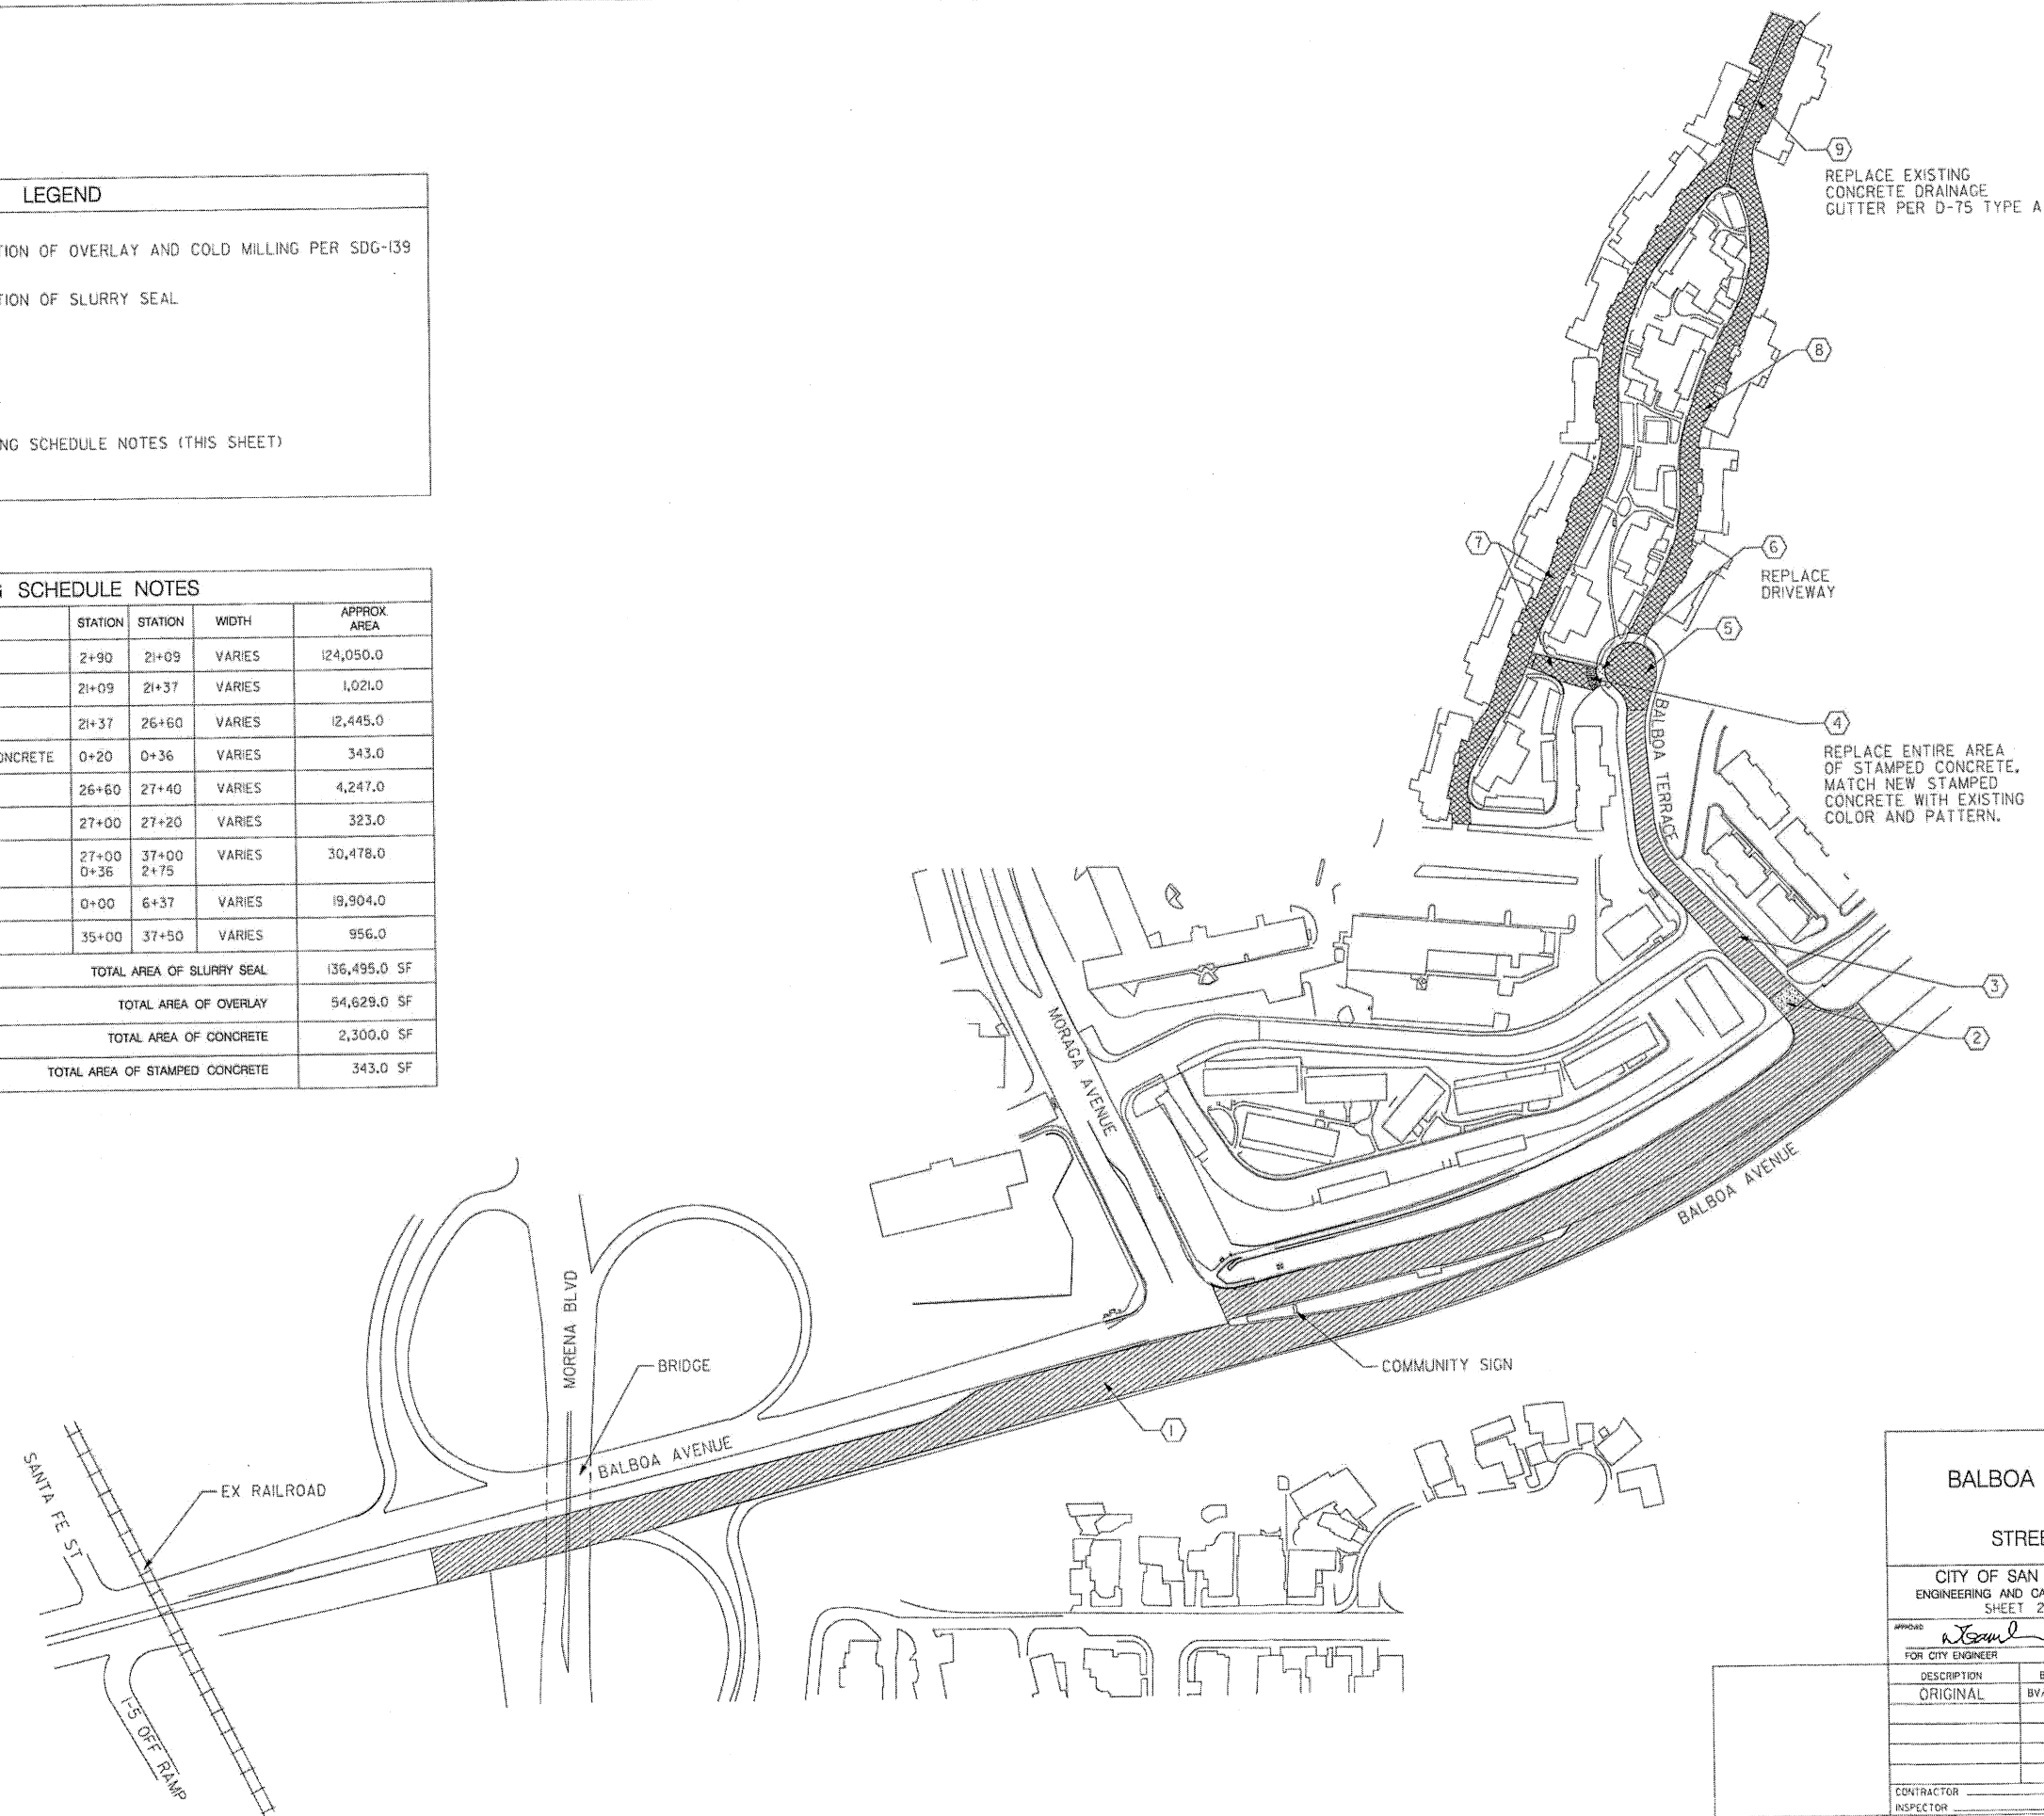 LEGEND
TION OF OVERLAY AND COLD MILLING PER SDG-139
TION OF SLURRY SEAL
NG SCHEDULE NOTES (THIS SHEET)
G SCHEDULE NOTES
STATION STATION WIDTH APPROX. AREA
2+90 21+09 VARIES 124,050.0
21+09 21+37 VARIES 1,021.0
21+37 26+60 VARIES 12,445.0
ONCRETE 0+20 0+36 VARIES 343.0
26+60 27+40 VARIES 4,247.0
27+00 27+20 VARIES 323.0
27+00 37+00 VARIES 30,478.0
0+36 2+75
0+00 6+37 VARIES 19,904.0
35+00 37+50 VARIES 956.0
TOTAL AREA OF SLURRY SEAL 136,495.0 SF
TOTAL AREA OF OVERLAY 54,629.0 SF
TOTAL AREA OF CONCRETE 2,300.0 SF
TOTAL AREA OF STAMPED CONCRETE 343.0 SF
9
REPLACE EXISTING
CONCRETE DRAINAGE
GUTTER PER D-75 TYPE A
8
7
6
REPLACE
DRIVEWAY
5
4
REPLACE ENTIRE AREA
OF STAMPED CONCRETE.
MATCH NEW STAMPED
CONCRETE WITH EXISTING
COLOR AND PATTERN.
BALBOA TERRACE
3
2
MORAGA AVENUE
BALBOA AVENUE
COMMUNITY SIGN
1
MORENA BLVD
BRIDGE
BALBOA AVENUE
EX RAILROAD
SANTA FE ST
I-5 OFF RAMP
BALBOA
STREE
CITY OF SAN
ENGINEERING AND CA
SHEET 2
APPROVED
FOR CITY ENGINEER
DESCRIPTION B
ORIGINAL BV/
CONTRACTOR
INSPECTOR